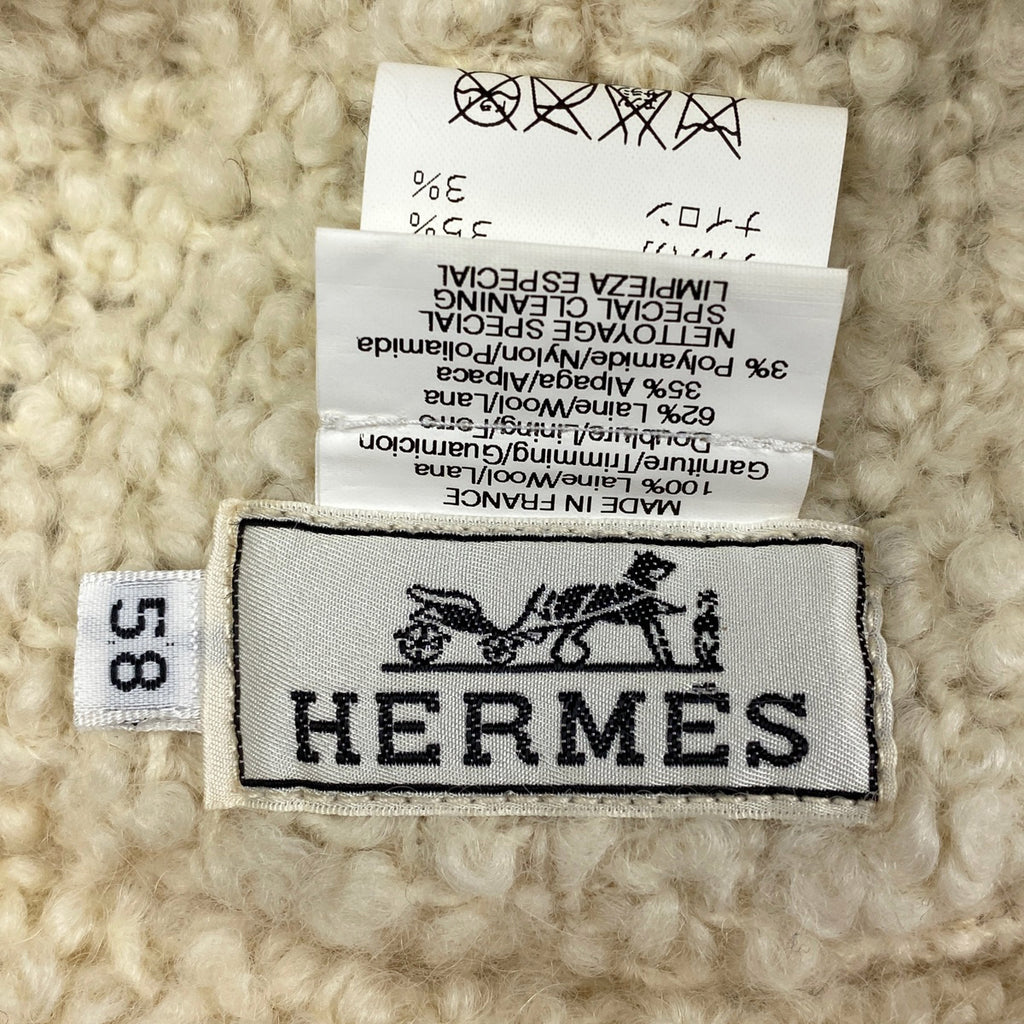 HERMÈS
58
MADE IN FRANCE
100% Laine/Wool/Lana
Garniture/Trimming/Guarnicion
Doublure/Lining/Forro
62% Laine/Wool/Lana
35% Alpaga/Alpaca
3% Polyamide/Nylon/Poliamida
NETTOYAGE SPECIAL
SPECIAL CLEANING
LIMPIEZA ESPECIAL
35%
ナイロン 3%